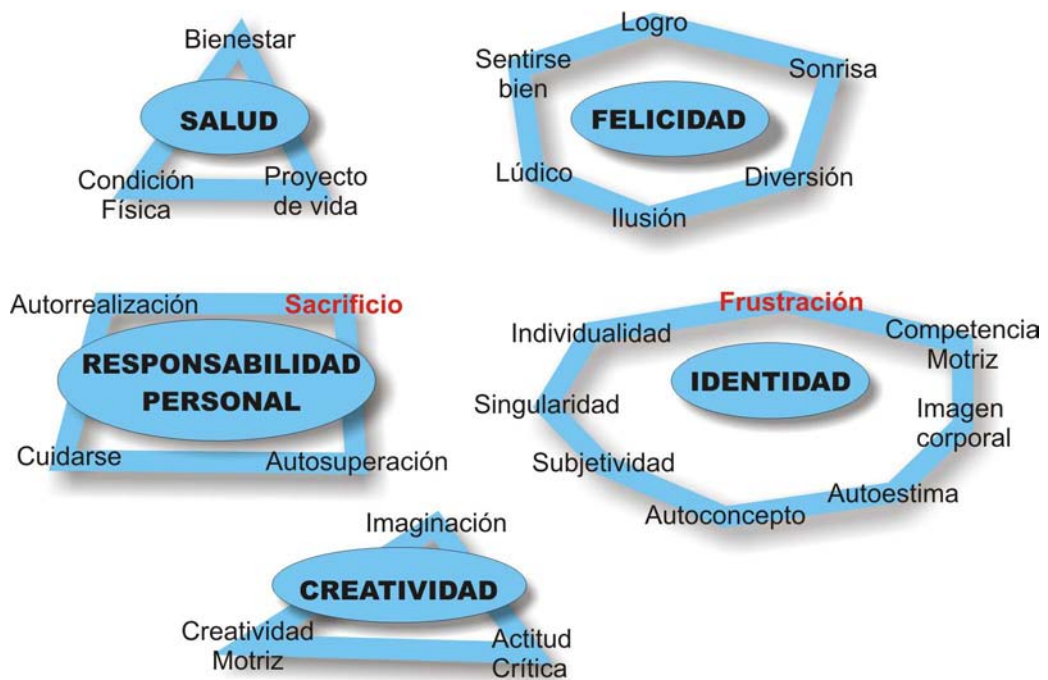 Bienestar
SALUD
Condición
Física
Proyecto
de vida
Logro
Sentirse
bien
Sonrisa
FELICIDAD
Lúdico
Diversión
Ilusión
Autorrealización
Sacrificio
RESPONSABILIDAD
PERSONAL
Cuidarse
Autosuperación
Frustración
Individualidad
Competencia
Motriz
IDENTIDAD
Singularidad
Imagen
corporal
Subjetividad
Autoestima
Autoconcepto
Imaginación
CREATIVIDAD
Creatividad
Motriz
Actitud
Crítica